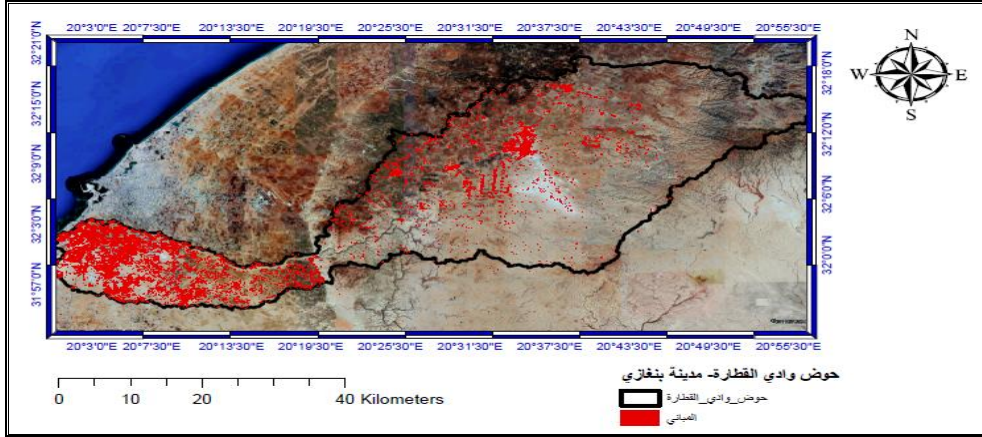 20°3'0"E 20°7'30"E 20°13'30"E 20°19'30"E 20°25'30"E 20°31'30"E 20°37'30"E 20°43'30"E 20°49'30"E 20°55'30"E
32°21'0"N
32°15'0"N
32°9'0"N
32°3'0"N
31°57'0"N
32°18'0"N
32°12'0"N
32°6'0"N
32°0'0"N
N
W E
S
20°3'0"E 20°7'30"E 20°13'30"E 20°19'30"E 20°25'30"E 20°31'30"E 20°37'30"E 20°43'30"E 20°49'30"E 20°55'30"E
0 10 20 40 Kilometers
حوض وادي القطارة- مدينة بنغازي
حوض_وادي_القطارة
المباني